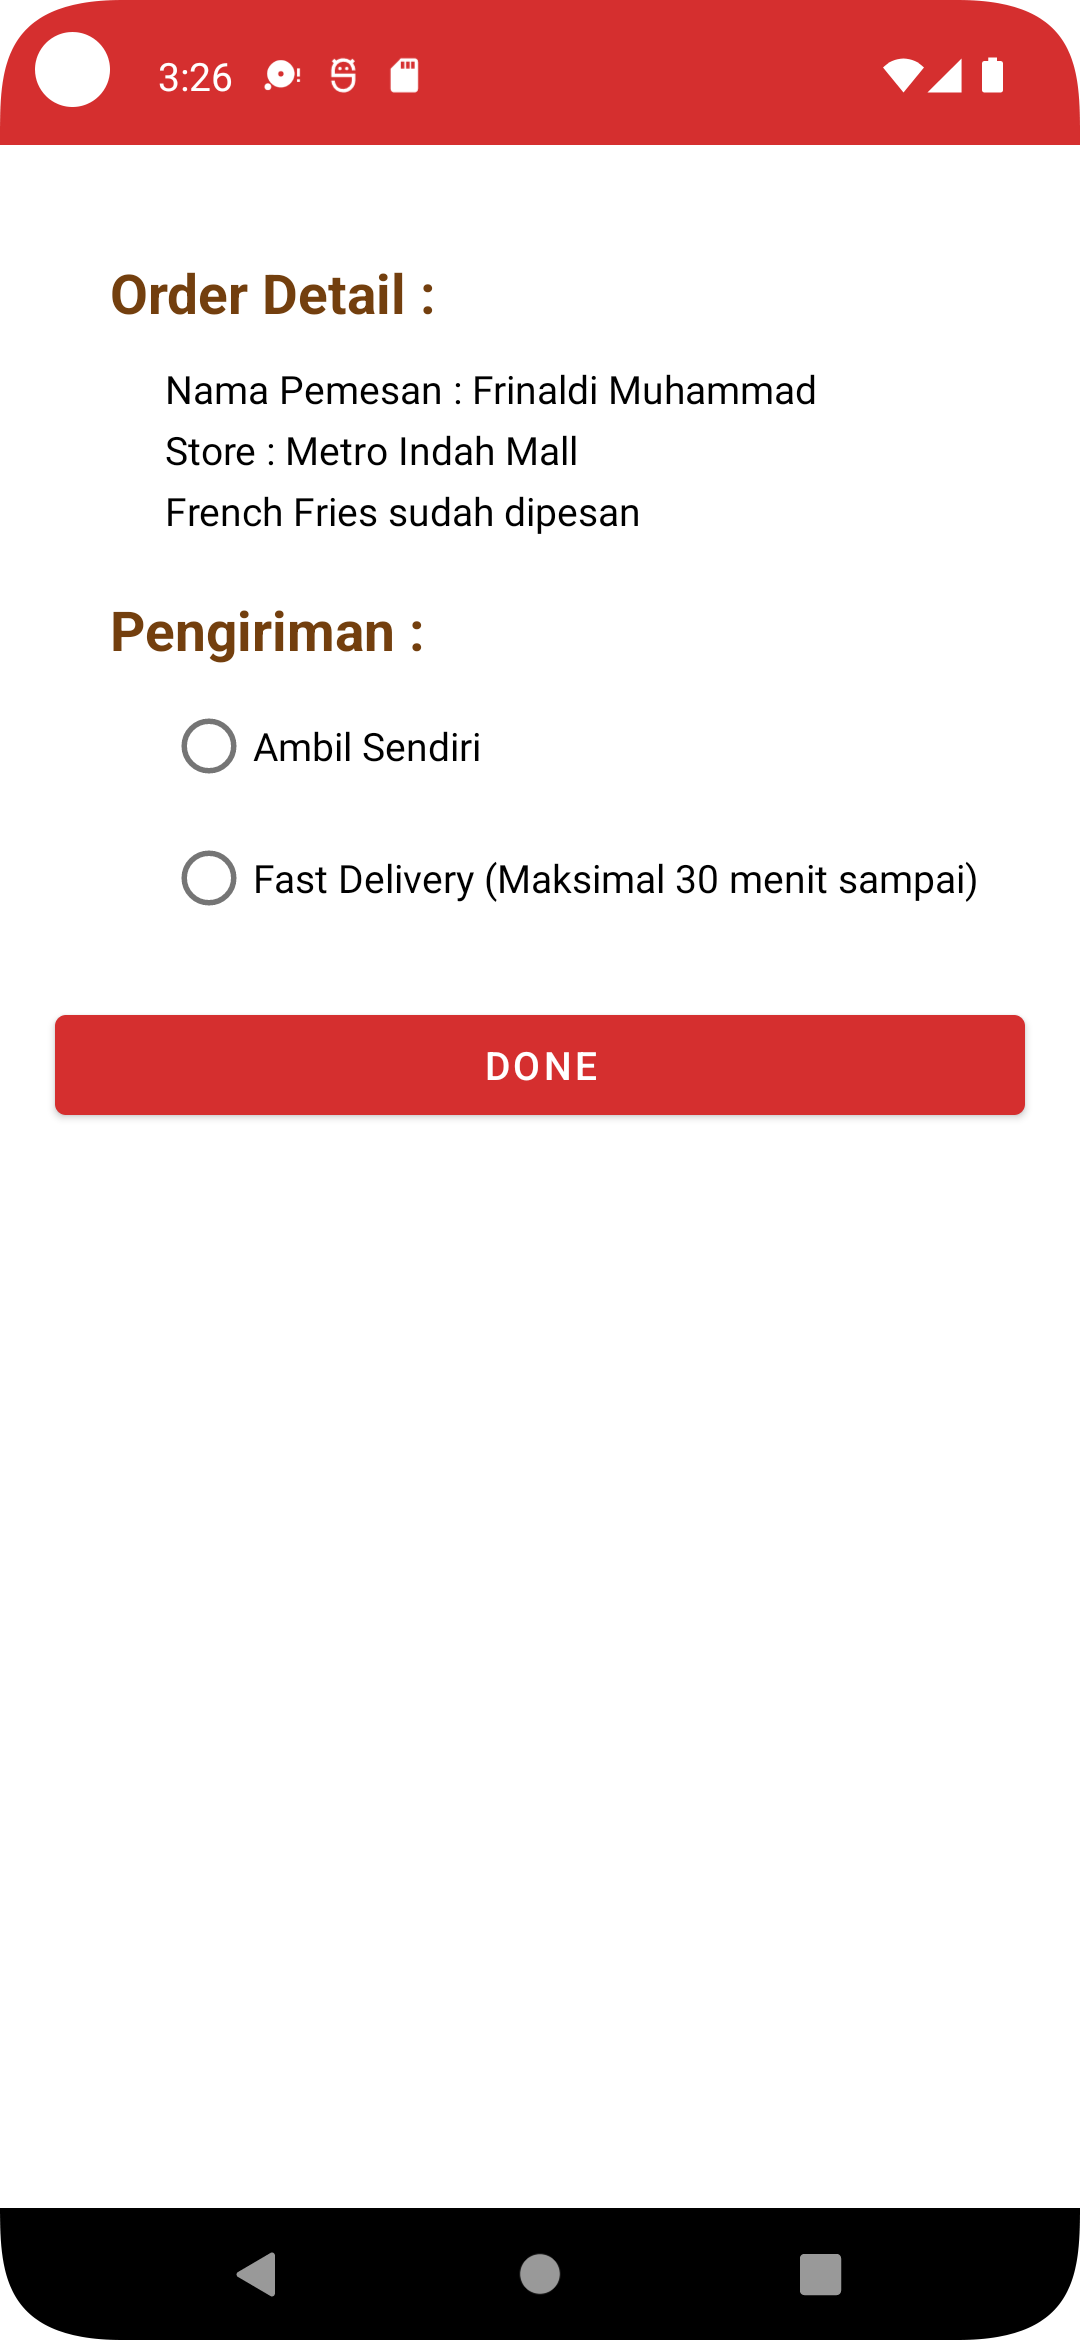 3:26
Order Detail :
Nama Pemesan : Frinaldi Muhammad
Store : Metro Indah Mall
French Fries sudah dipesan
Pengiriman :
Ambil Sendiri
Fast Delivery (Maksimal 30 menit sampai)
DONE